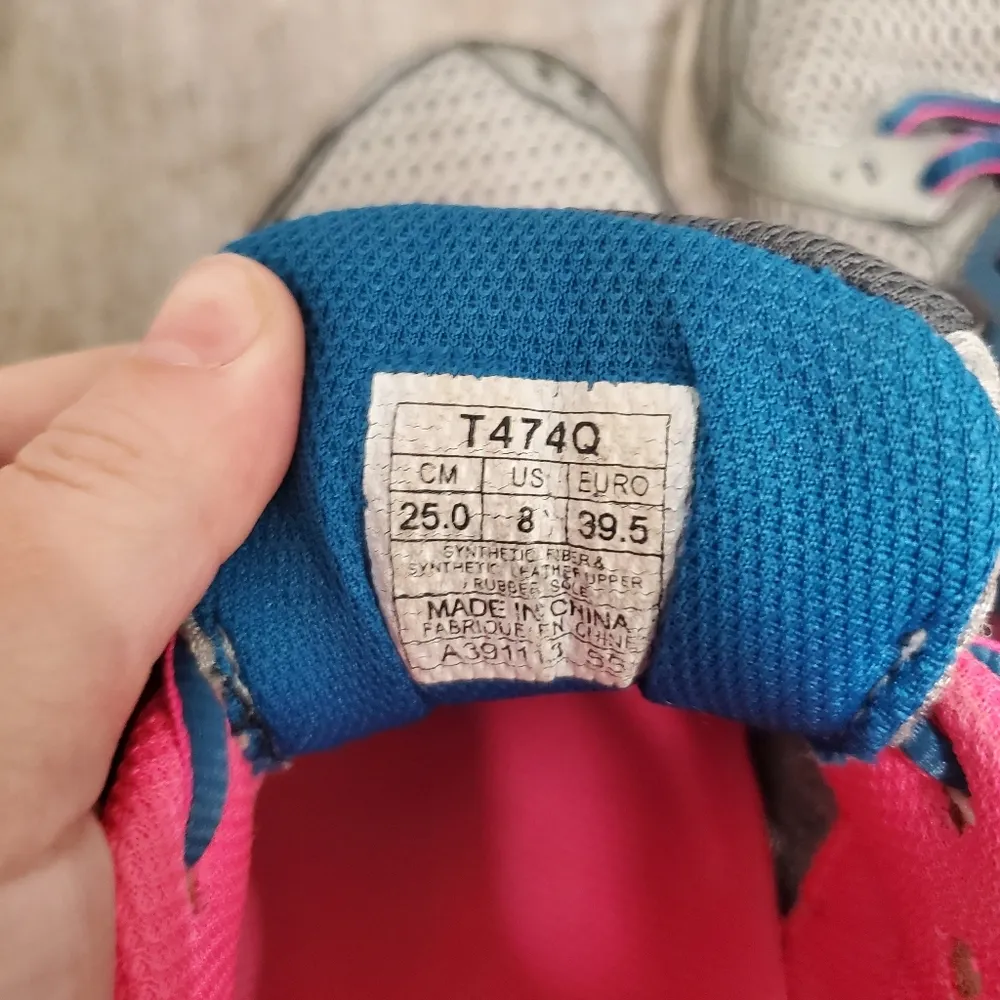 T474Q
CM US EURO
25.0 8 39.5
SYNTHETIC FIBER &
SYNTHETIC LEATHER UPPER
RUBBER SOLE
MADE IN CHINA
FABRIQUE EN CHINE